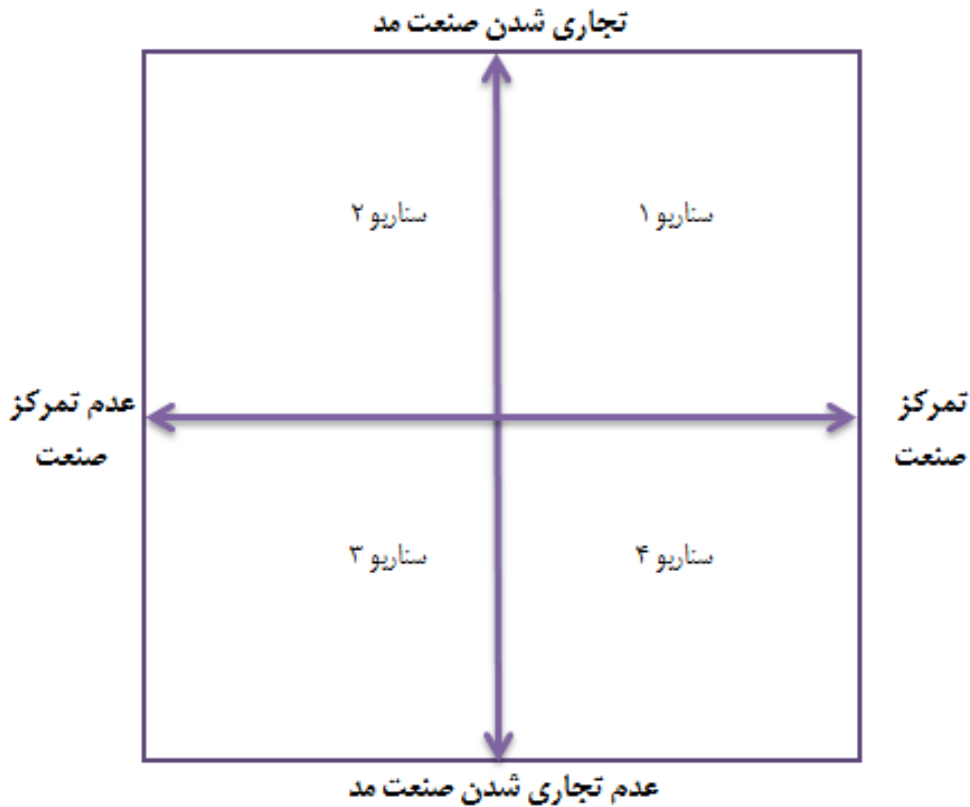 تجاری شدن صنعت مد
سناریو ۱
سناریو ۲
تمرکز
صنعت
عدم تمرکز
صنعت
سناریو ۴
سناریو ۳
عدم تجاری شدن صنعت مد